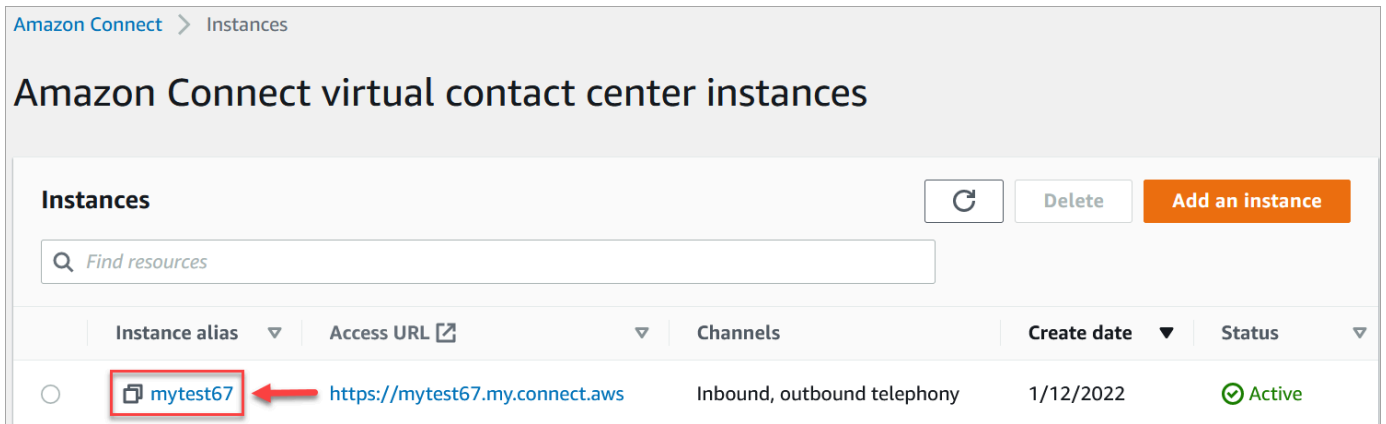 Amazon Connect > Instances
Amazon Connect virtual contact center instances
Instances
Delete
Add an instance
Find resources
Instance alias Access URL Channels Create date Status
mytest67 https://mytest67.my.connect.aws Inbound, outbound telephony 1/12/2022 Active